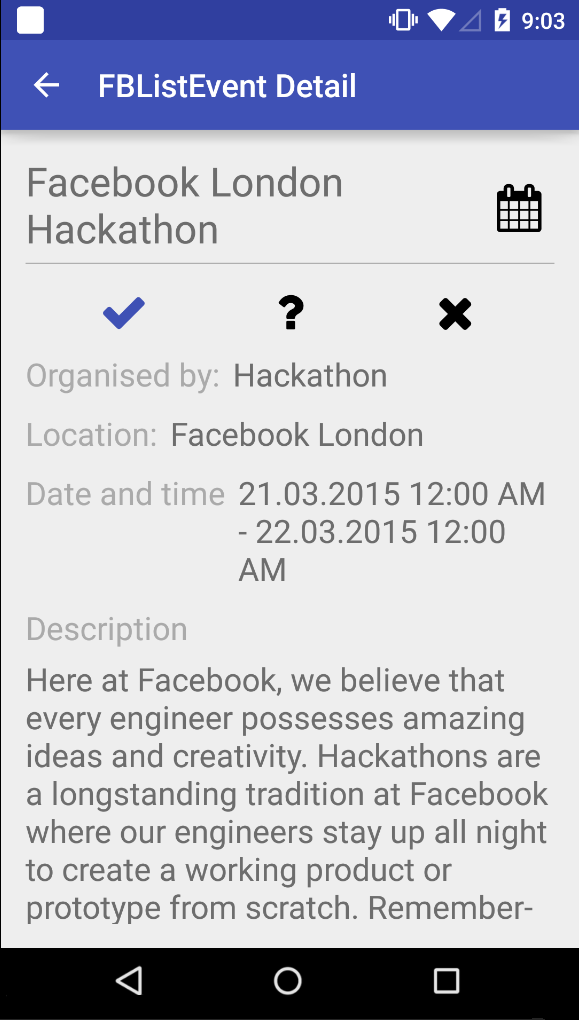 9:03
FBListEvent Detail
Facebook London
Hackathon
?
Organised by: Hackathon
Location: Facebook London
Date and time 21.03.2015 12:00 AM
- 22.03.2015 12:00
AM
Description
Here at Facebook, we believe that
every engineer possesses amazing
ideas and creativity. Hackathons are
a longstanding tradition at Facebook
where our engineers stay up all night
to create a working product or
prototype from scratch. Remember-